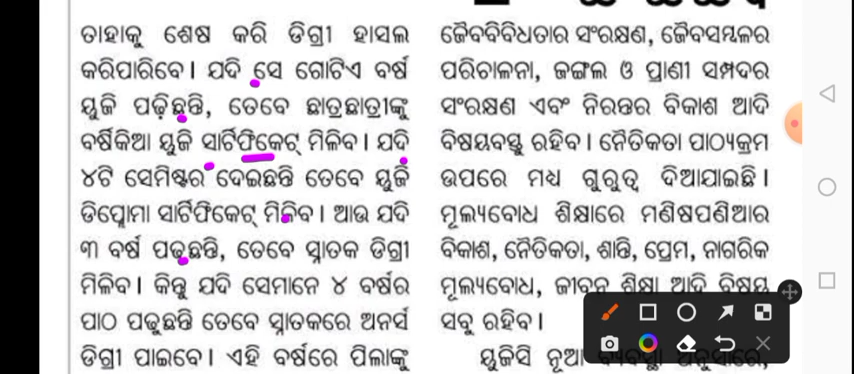 ତାହାକୁ ଶେଷ କରି ଡିଗ୍ରୀ ହାସଲ
କରିପାରିବେ। ଯଦି ସେ ଗୋଟିଏ ବର୍ଷ
ୟୁଜି ପଢ଼ିଛନ୍ତି, ତେବେ ଛାତ୍ରଛାତ୍ରୀଙ୍କୁ
ବର୍ଷିକିଆ ୟୁଜି ସାର୍ଟିଫିକେଟ୍ ମିଳିବ। ଯଦି
୪ଟି ସେମିଷ୍ଟର ଦେଇଛନ୍ତି ତେବେ ୟୁଜି
ଡିପ୍ଲୋମା ସାର୍ଟିଫିକେଟ୍ ମିଳିବ। ଆଉ ଯଦି
୩ ବର୍ଷ ପଢ଼ୁଛନ୍ତି, ତେବେ ସ୍ନାତକ ଡିଗ୍ରୀ
ମିଳିବ। କିନ୍ତୁ ଯଦି ସେମାନେ ୪ ବର୍ଷର
ପାଠ ପଢୁଛନ୍ତି ତେବେ ସ୍ନାତକରେ ଅନର୍ସ
ଡିଗ୍ରୀ ପାଇବେ। ଏହି ବର୍ଷରେ ପିଲାଙ୍କୁ
ଜୈବବିବିଧତାର ସଂରକ୍ଷଣ, ଜୈବସମ୍ବଳର
ପରିଚାଳନା, ଜଙ୍ଗଲ ଓ ପ୍ରାଣୀ ସମ୍ପଦର
ସଂରକ୍ଷଣ ଏବଂ ନିରନ୍ତର ବିକାଶ ଆଦି
ବିଷୟବସ୍ତୁ ରହିବ। ନୈତିକତା ପାଠ୍ୟକ୍ରମ
ଉପରେ ମଧ୍ୟ ଗୁରୁତ୍ୱ ଦିଆଯାଇଛି।
ମୂଲ୍ୟବୋଧ ଶିକ୍ଷାରେ ମଣିଷପଣିଆର
ବିକାଶ, ନୈତିକତା, ଶାନ୍ତି, ପ୍ରେମ, ନାଗରିକ
ମୂଲ୍ୟବୋଧ, ଜୀବନ ଶିକ୍ଷା ଆଦି ବିଷୟ
ସବୁ ରହିବ।
ୟୁଜିସି ନୂଆ ବ୍ୟବସ୍ଥା ଅନୁସାରେ,